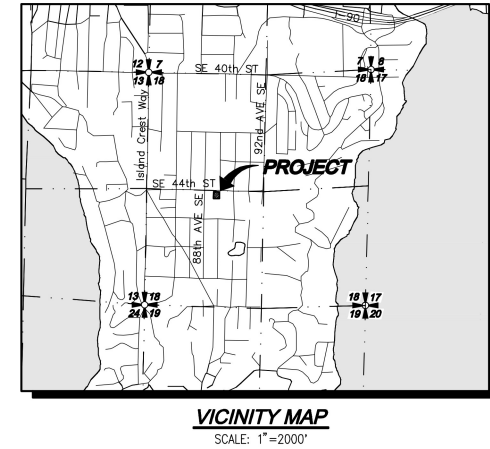 I-90
12 7
13 18
SE 40th ST
7 8
18 17
Island Crest Way
92nd AVE SE
PROJECT
SE 44th ST
88th AVE SE
13 18
24 19
18 17
19 20
VICINITY MAP
SCALE: 1"=2000'